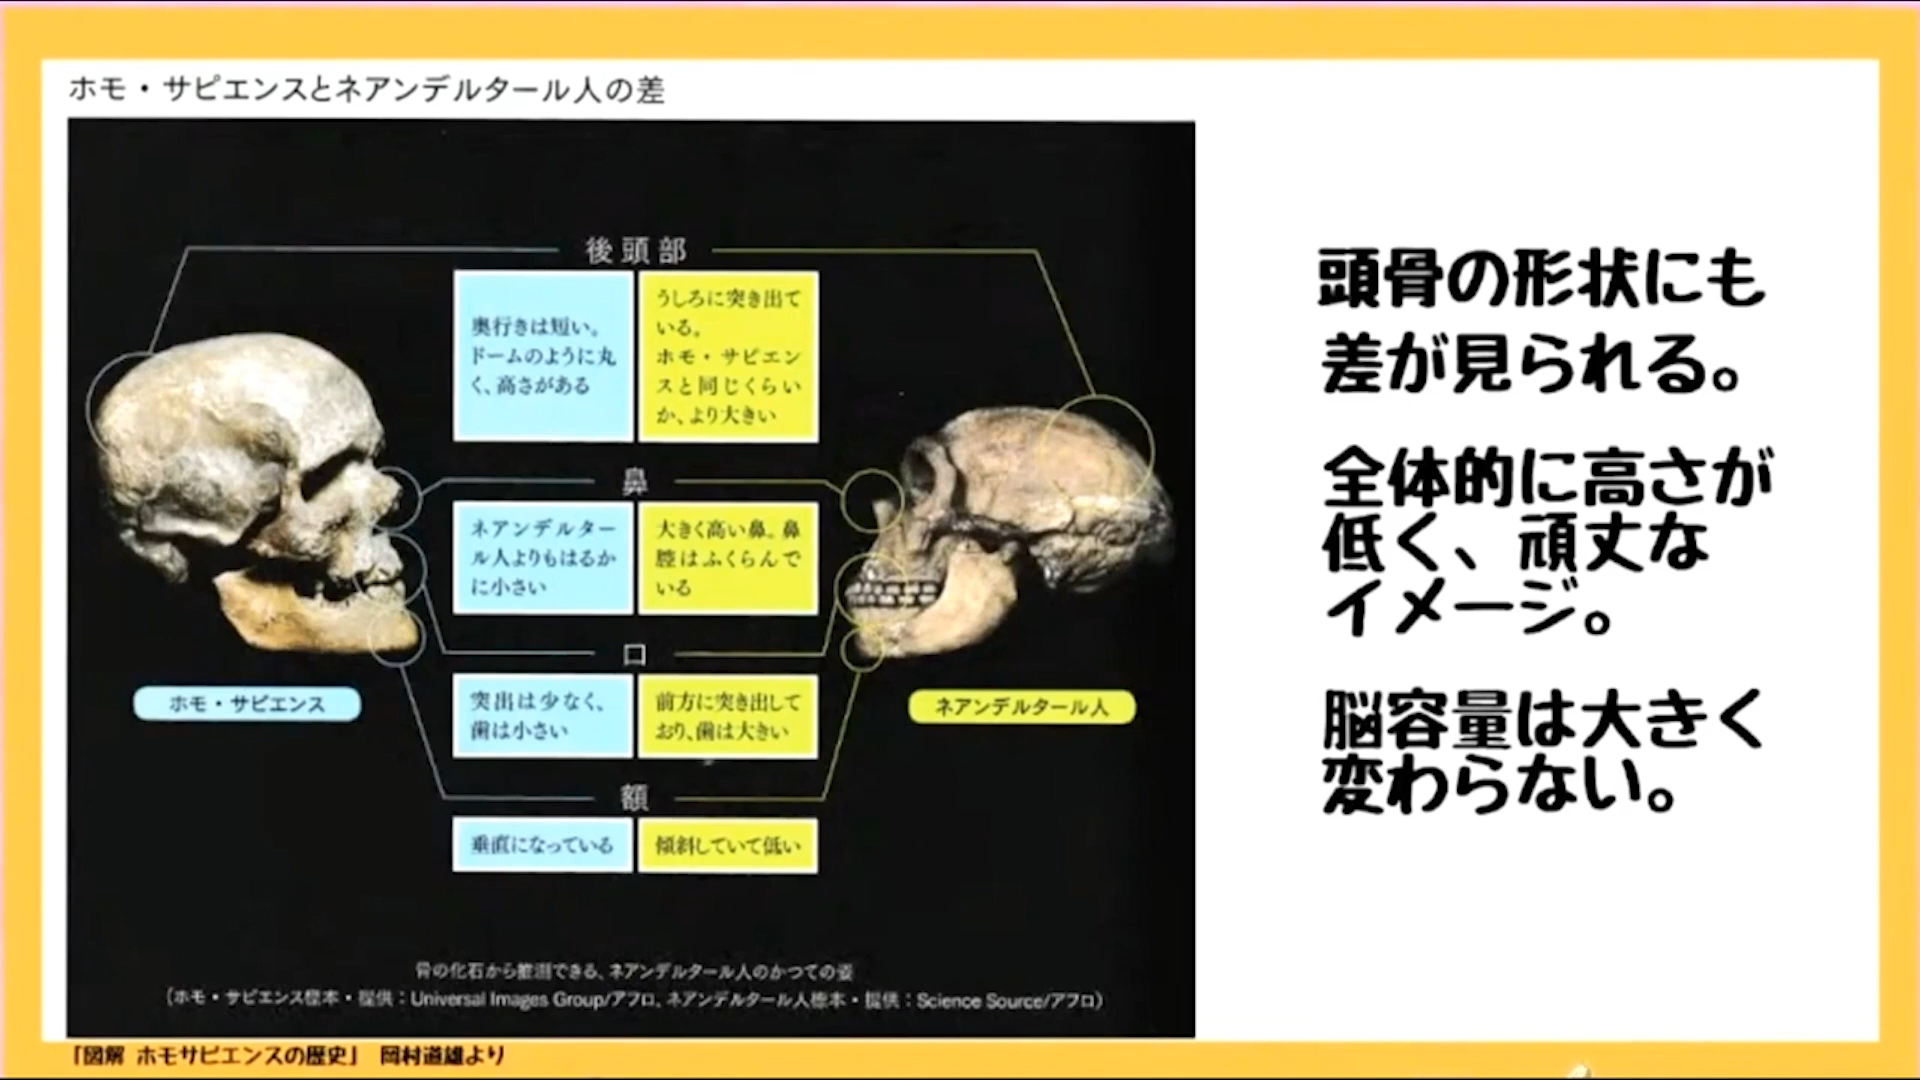 ホモ・サピエンスとネアンデルタール人の差
後頭部
奥行きは短い。
ドームのように丸
く、高さがある
うしろに突き出て
いる。
ホモ・サピエン
スと同じくらい
か、より大きい
鼻
ネアンデルター
ル人よりもはるか
に小さい
大きく高い鼻。鼻
腔はふくらんで
いる
口
突出は少なく、
歯は小さい
前方に突き出して
おり、歯は大きい
額
垂直になっている
傾斜していて低い
ホモ・サピエンス
ネアンデルタール人
骨の化石から推測できる、ネアンデルタール人のかつての姿
（ホモ・サピエンス標本・提供：Universal Images Group/アフロ、ネアンデルタール人標本・提供：Science Source/アフロ）
頭骨の形状にも
差が見られる。
全体的に高さが
低く、頑丈な
イメージ。
脳容量は大きく
変わらない。
「図解 ホモサピエンスの歴史」 岡村道雄より